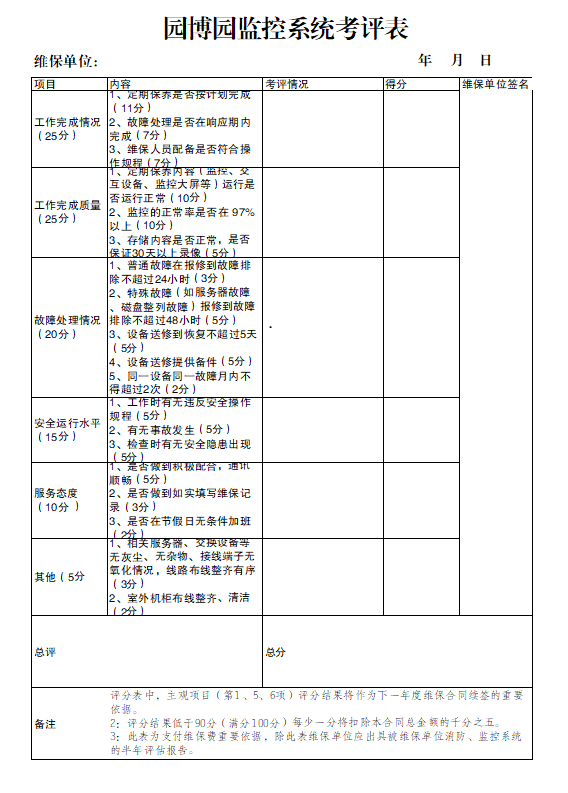 园博园监控系统考评表
维保单位： 年 月 日
项目 内容 考评情况 得分 维保单位签名
工作完成情况
（25分）
1、定期保养是否按计划完成
（11分）
2、故障处理是否在响应期内
完成（7分）
3、维保人员配备是否符合操
作规程（7分）
工作完成质量
（25分）
1、定期保养内容（监控、交
互设备、监控大屏等）运行是
否运行正常（10分）
2、监控的正常率是否在 97%
以上（10分）
3、存储内容是否正常，是否
保证30天以上录像（5分）
故障处理情况
（20分）
1、普通故障在报修到故障排
除不超过24小时（3分）
2、特殊故障（如服务器故障
、磁盘整列故障）报修到故障
排除不超过48小时（5分）
3、设备送修到恢复不超过5天
（5分）
4、设备送修提供备件（5分）
5、同一设备同一故障月内不
得超过2次（2分）
安全运行水平
（15分）
1、工作时有无违反安全操作
规程（5分）
2、有无事故发生（5分）
3、检查时有无安全隐患出现
（5分）
服务态度
（10分 ）
1、是否做到积极配合，通讯
顺畅（5分）
2、是否做到如实填写维保记
录（3分）
3、是否在节假日无条件加班
（2分）
其他（5分
1、相关服务器、交换设备等
无灰尘、无杂物、接线端子无
氧化情况，线路布线整齐有序
（3分）
2、室外机柜布线整齐、清洁
（2分）
总评 总分
备注
评分表中，主观项目（第1、5、6项）评分结果将作为下一年度维保合同续签的重要
依据。
2；评分结果低于90分（满分100分）每少一分将扣除本合同总金额的千分之五。
3；此表为支付维保费重要依据，除此表维保单位应出具被维保单位消防、监控系统
的半年评估报告。